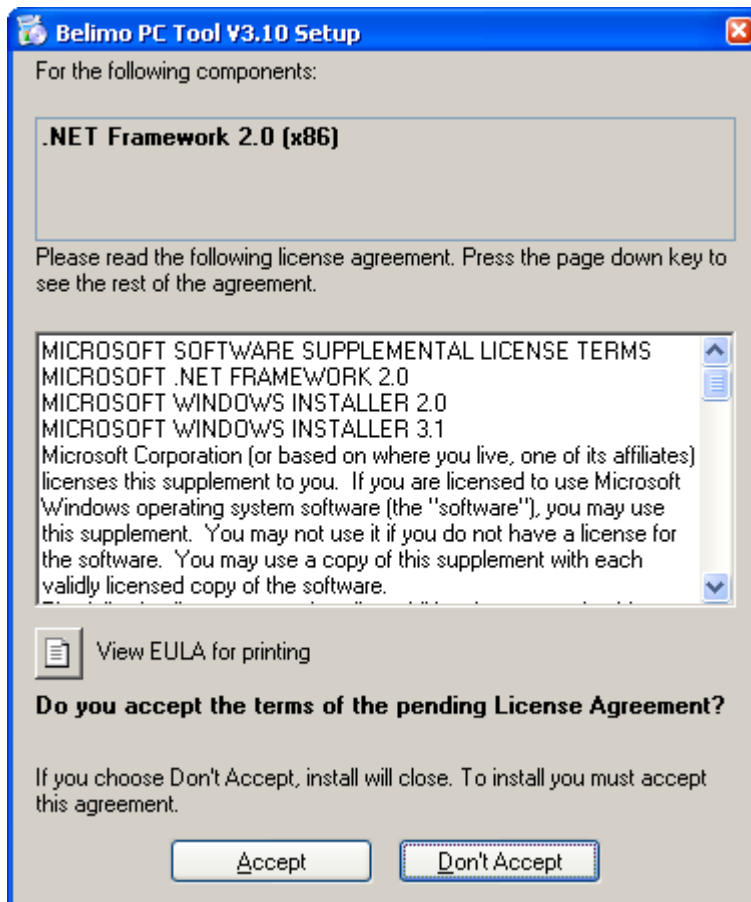 Belimo PC Tool V3.10 Setup
For the following components:
.NET Framework 2.0 (x86)
Please read the following license agreement. Press the page down key to
see the rest of the agreement.
MICROSOFT SOFTWARE SUPPLEMENTAL LICENSE TERMS
MICROSOFT .NET FRAMEWORK 2.0
MICROSOFT WINDOWS INSTALLER 2.0
MICROSOFT WINDOWS INSTALLER 3.1
Microsoft Corporation (or based on where you live, one of its affiliates)
licenses this supplement to you.  If you are licensed to use Microsoft
Windows operating system software (the "software"), you may use
this supplement.  You may not use it if you do not have a license for
the software.  You may use a copy of this supplement with each
validly licensed copy of the software.
View EULA for printing
Do you accept the terms of the pending License Agreement?
If you choose Don't Accept, install will close. To install you must accept
this agreement.
Accept
Don't Accept